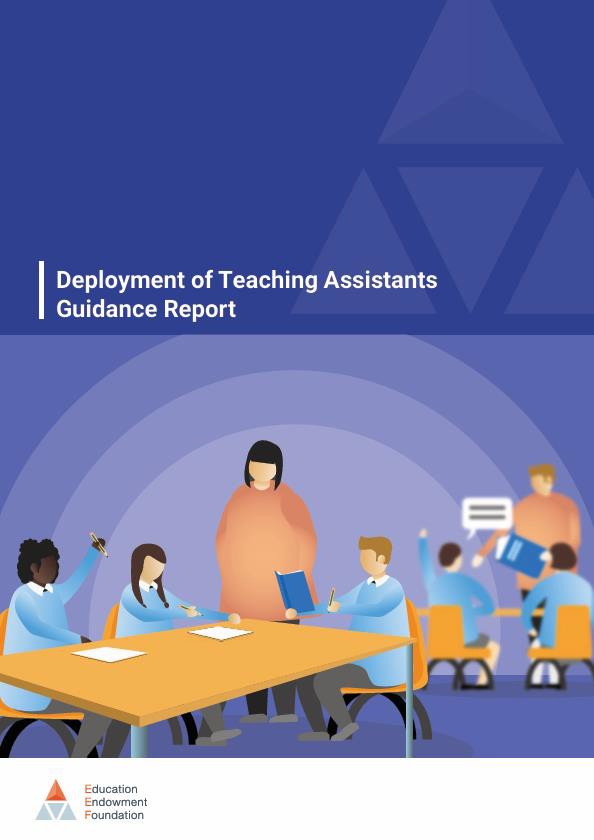 Deployment of Teaching Assistants
Guidance Report
Education
Endowment
Foundation